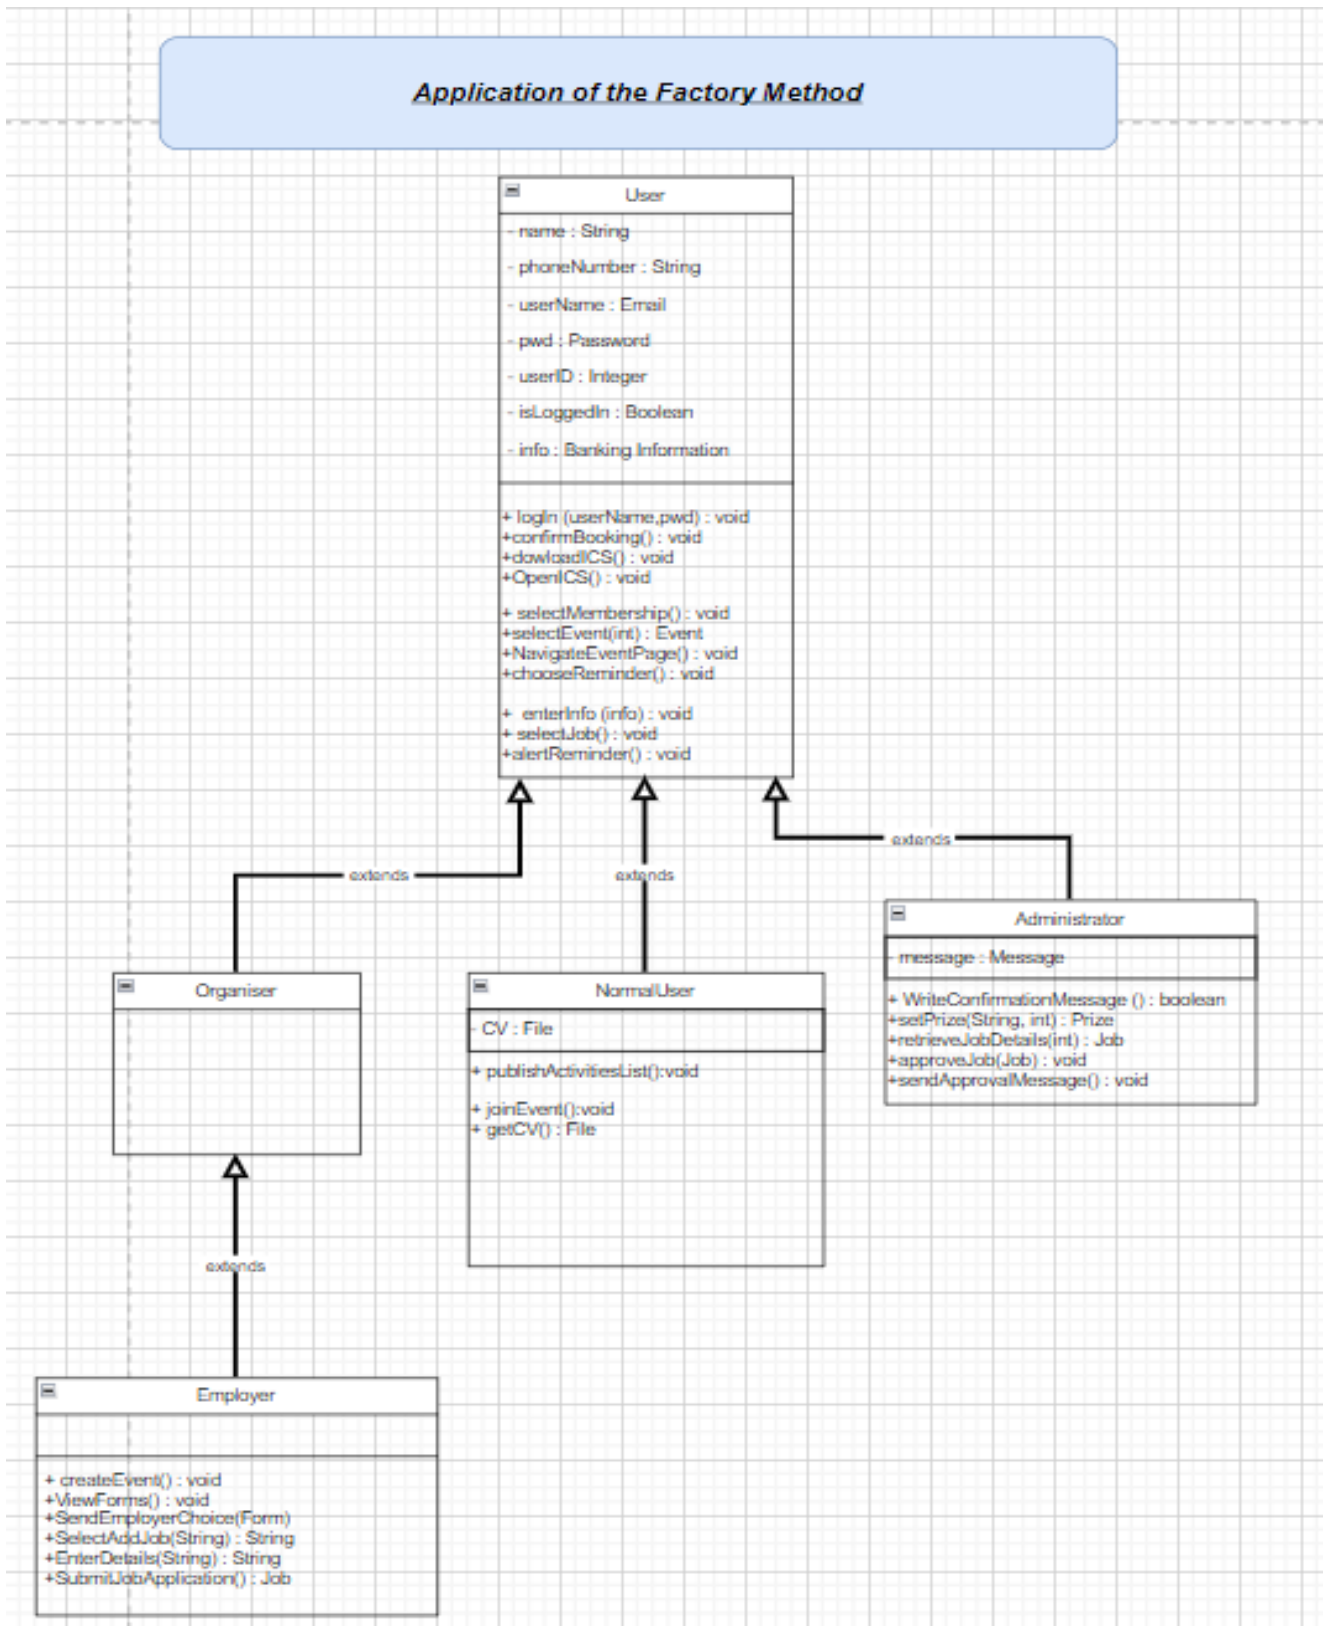 Application of the Factory Method
User
- name : String
- phoneNumber : String
- userName : Email
- pwd : Password
- userID : Integer
- isLoggedIn : Boolean
- info : Banking Information
+ logIn (userName,pwd) : void
+confirmBooking() : void
+dowloadICS() : void
+OpenICS() : void
+ selectMembership() : void
+selectEvent(int) : Event
+NavigateEventPage() : void
+chooseReminder() : void
+ enterInfo (info) : void
+ selectJob() : void
+alertReminder() : void
extends
extends
extends
Organiser
NormalUser
- CV : File
+ publishActivitiesList():void
+ joinEvent():void
+ getCV() : File
Administrator
- message : Message
+ WriteConfirmationMessage () : boolean
+setPrize(String, int) : Prize
+retrieveJobDetails(int) : Job
+approveJob(Job) : void
+sendApprovalMessage() : void
extends
Employer
+ createEvent() : void
+ViewForms() : void
+SendEmployerChoice(Form)
+SelectAddJob(String) : String
+EnterDetails(String) : String
+SubmitJobApplication() : Job